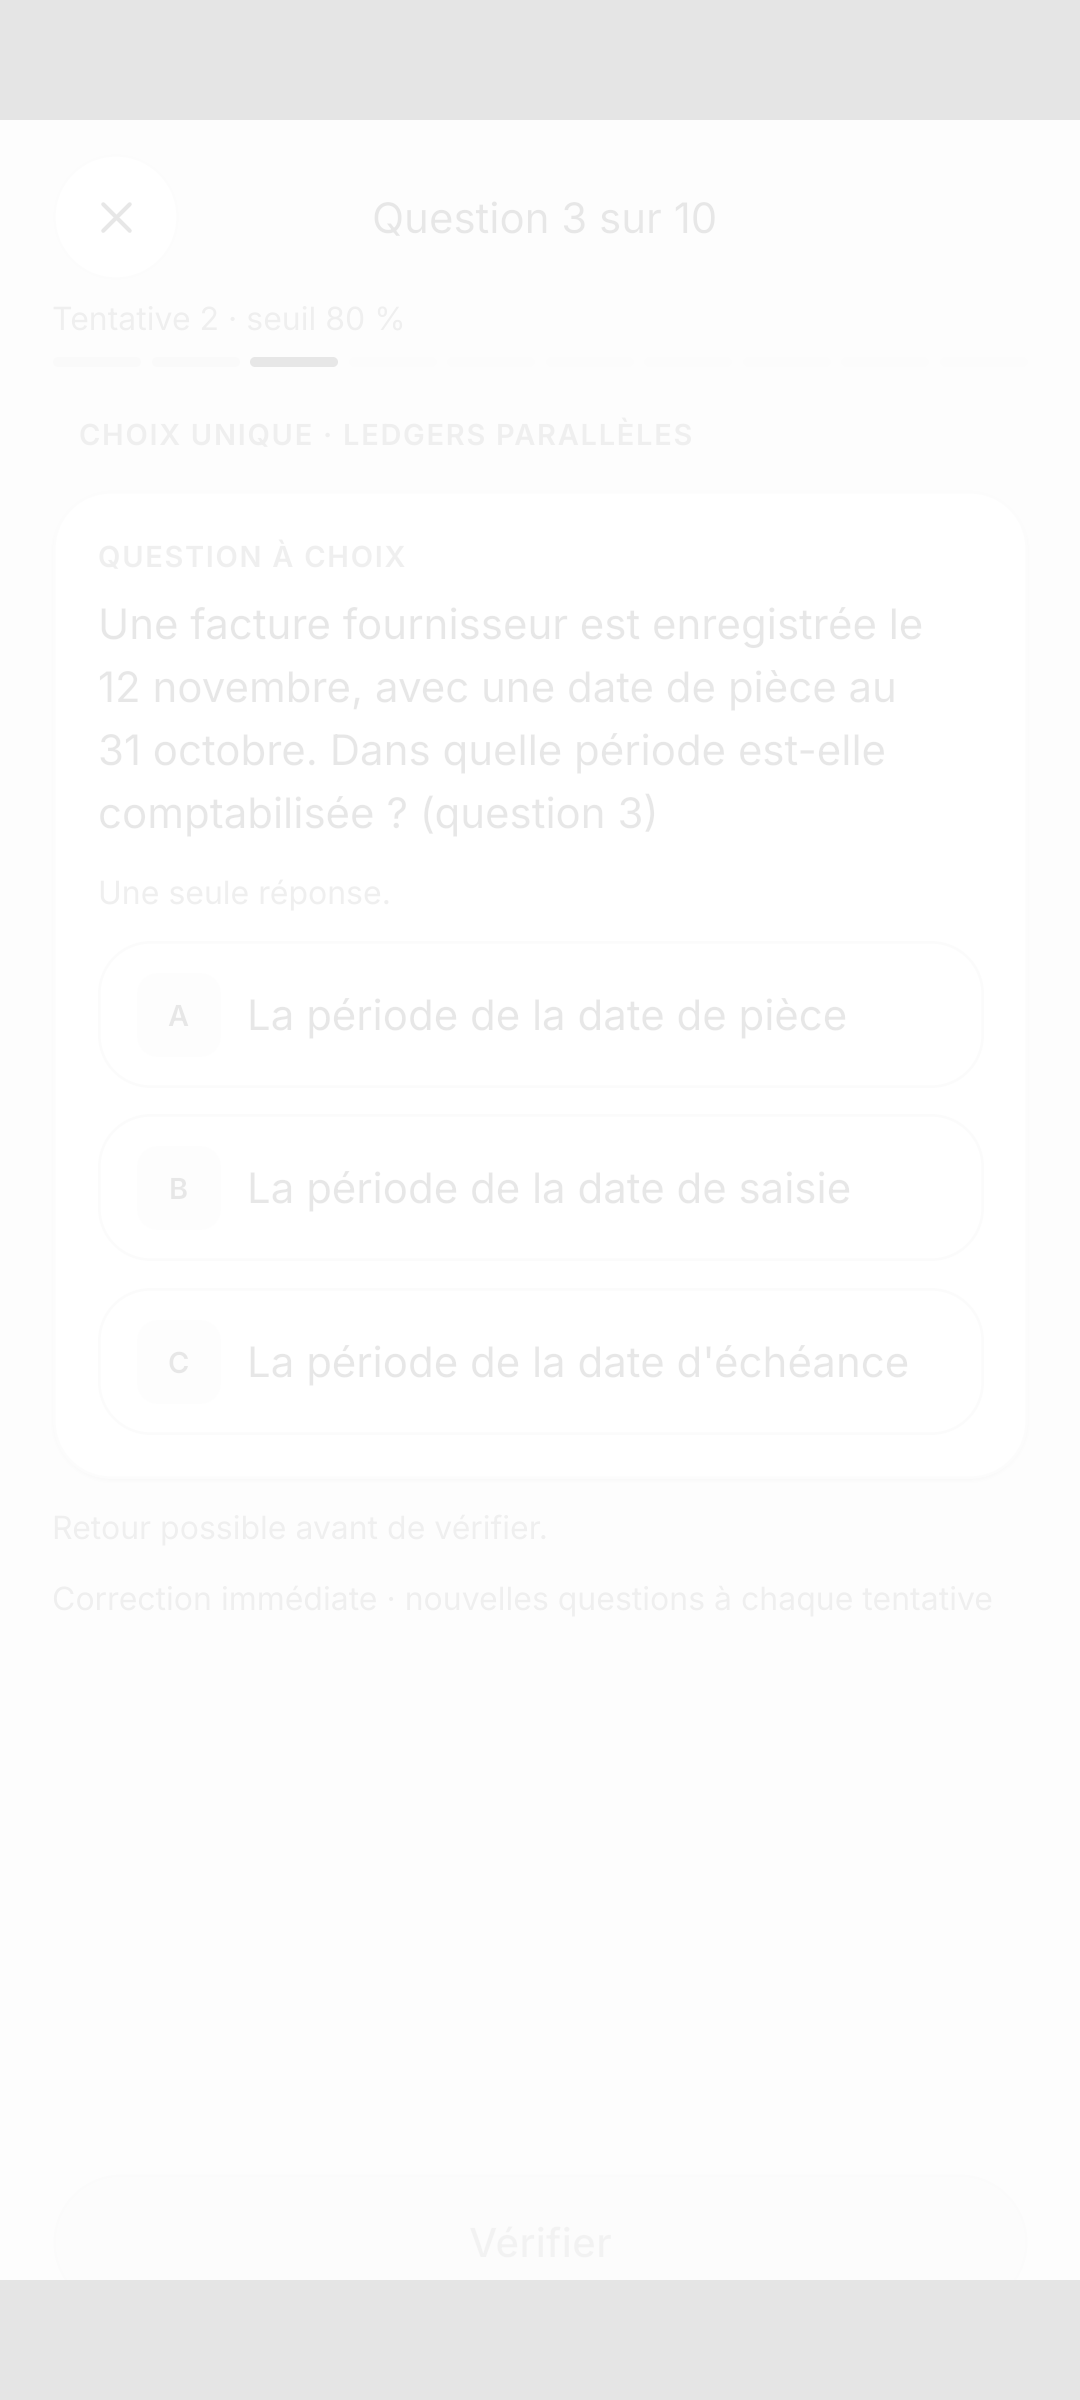 Question 3 sur 10
Tentative 2 · seuil 80 %
CHOIX UNIQUE · LEDGERS PARALLÈLES
QUESTION À CHOIX
Une facture fournisseur est enregistrée le
12 novembre, avec une date de pièce au
31 octobre. Dans quelle période est-elle
comptabilisée ? (question 3)
Une seule réponse.
A La période de la date de pièce
B La période de la date de saisie
C La période de la date d'échéance
Retour possible avant de vérifier.
Correction immédiate · nouvelles questions à chaque tentative
Vérifier